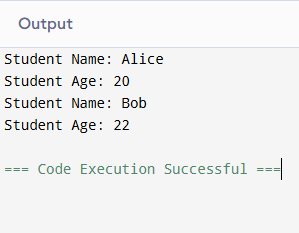 Output
Student Name: Alice
Student Age: 20
Student Name: Bob
Student Age: 22
=== Code Execution Successful ===